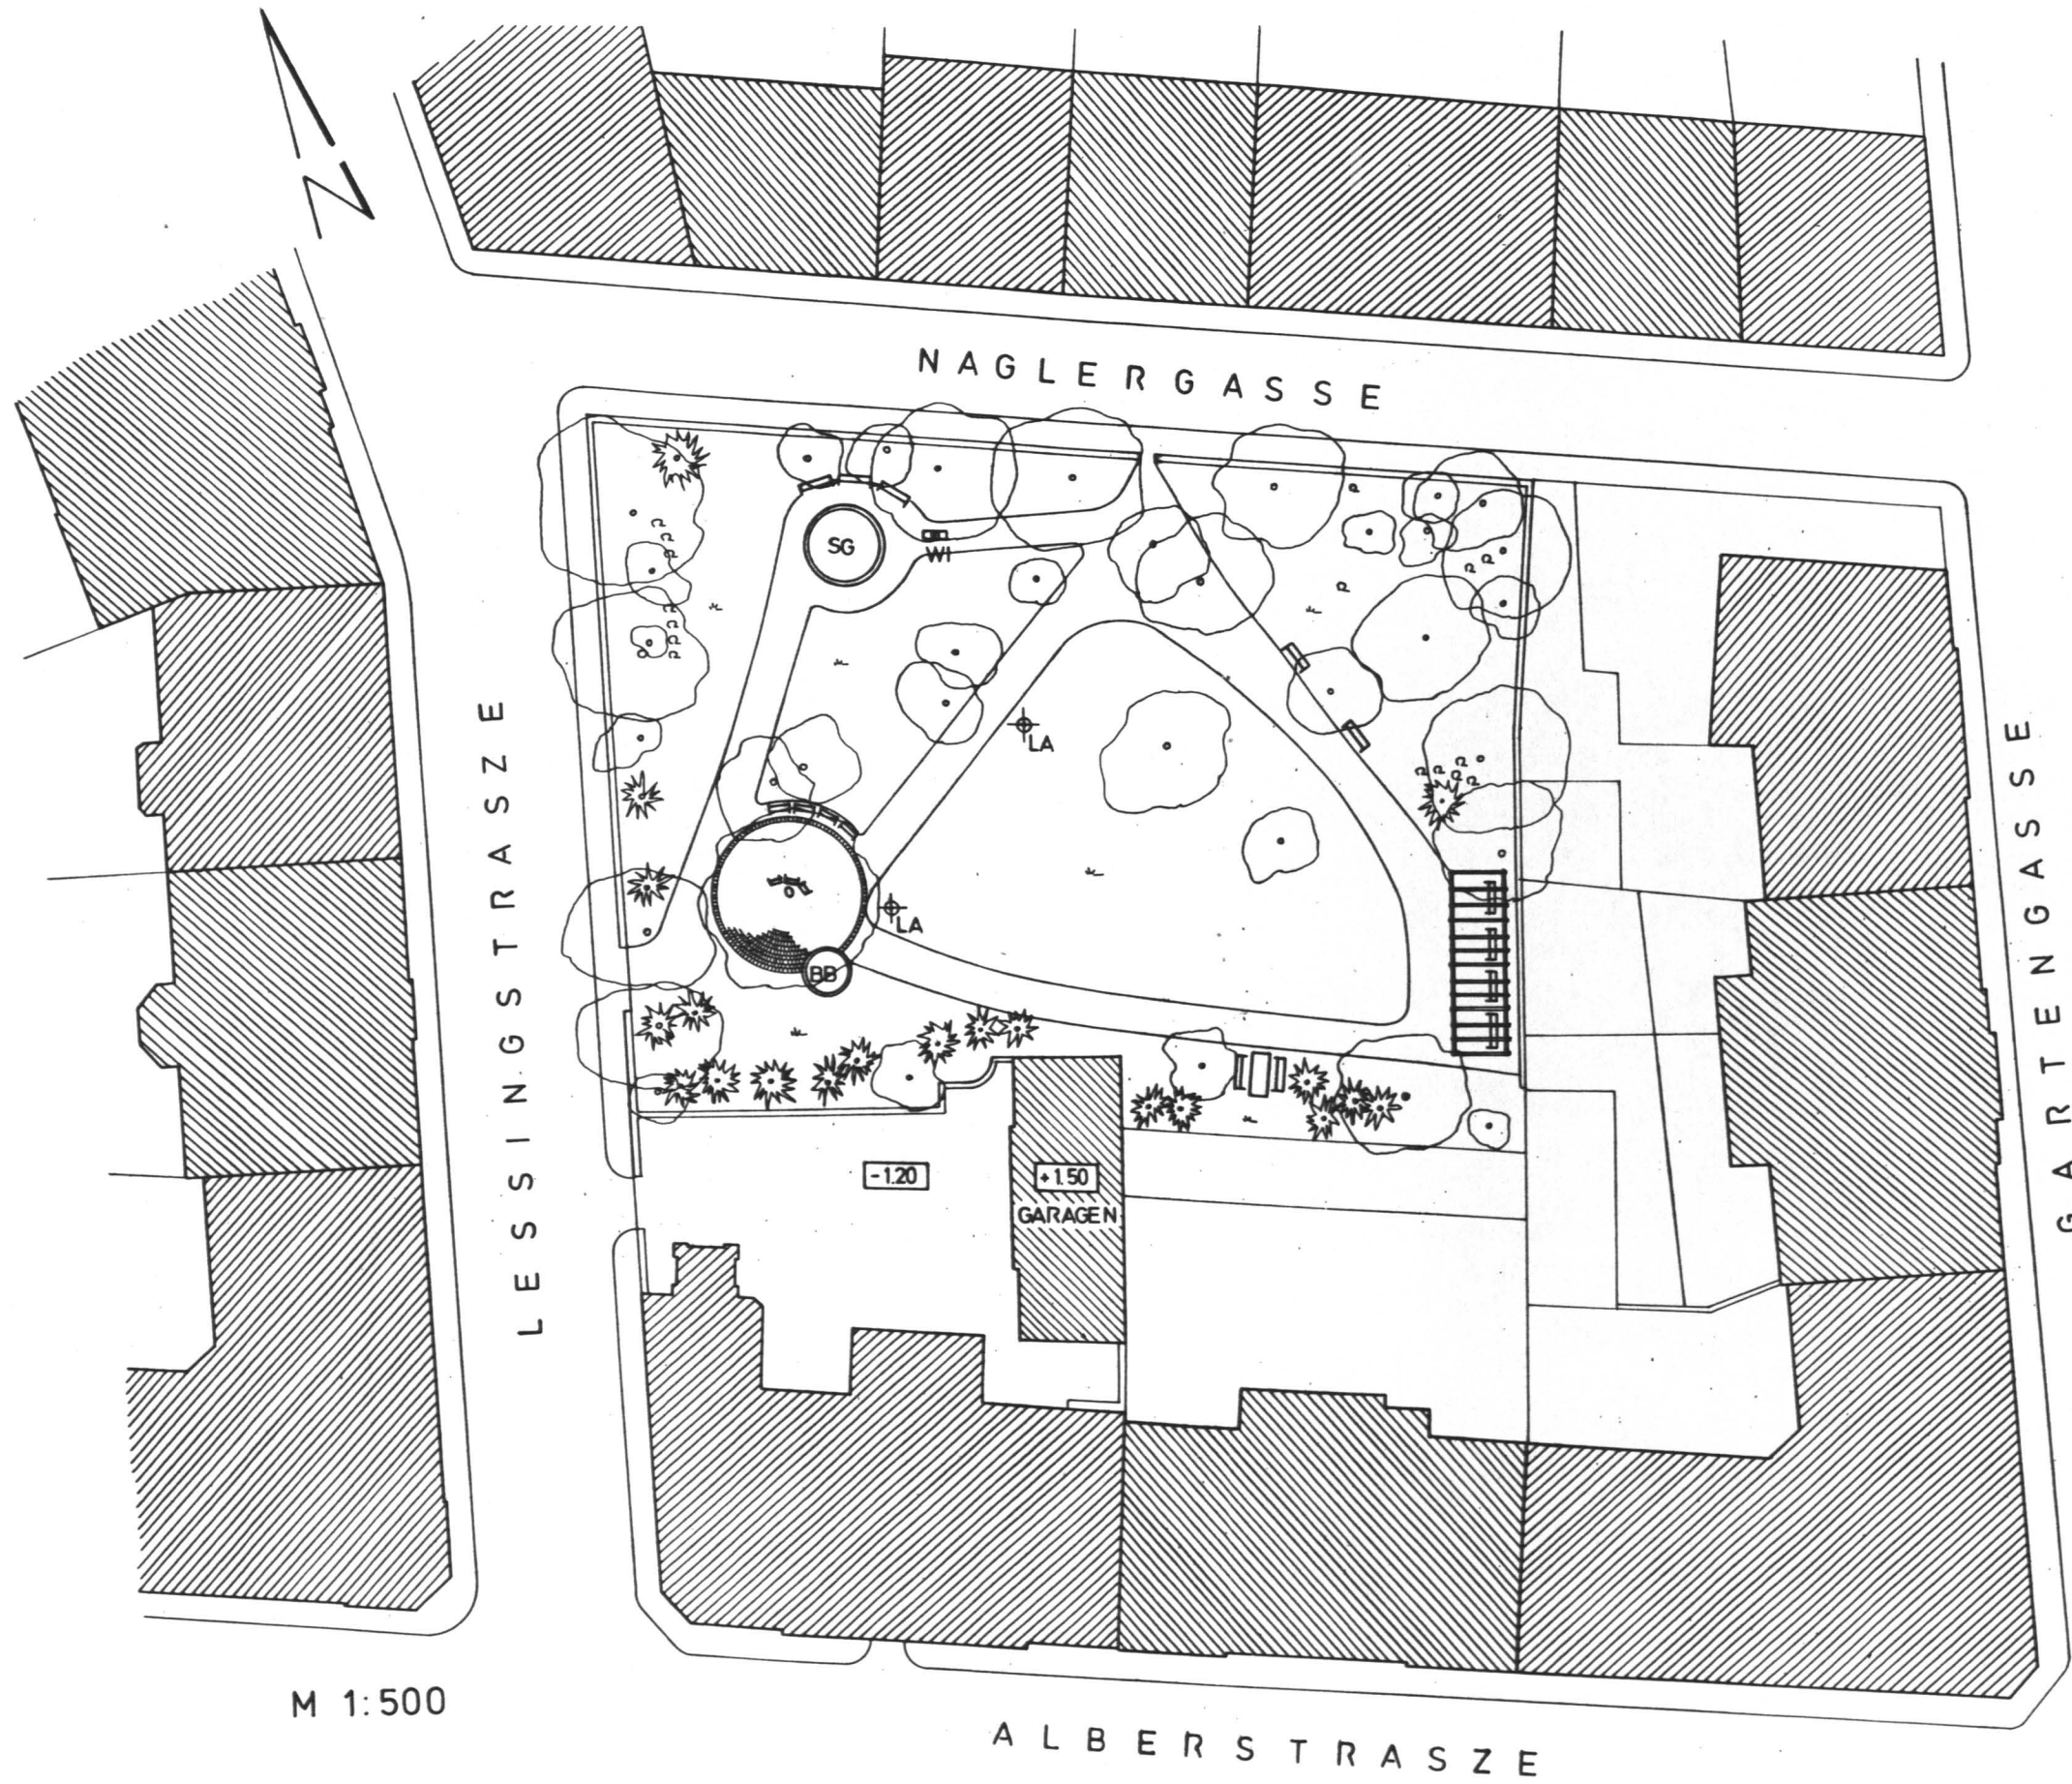 N
NAGLERGASSE
SG
WI
LESSINGSTRASZE
LA
GARTENGASSE
LA
BB
-1.20
+1.50
GARAGEN
M 1:500
ALBERSTRASZE